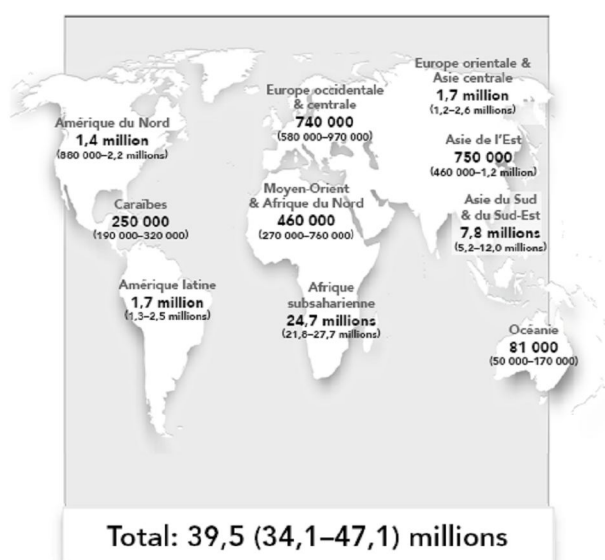 Europe orientale &
Asie centrale
1,7 million
(1,2–2,6 millions)
Europe occidentale
& centrale
740 000
(580 000–970 000)
Amérique du Nord
1,4 million
(880 000–2,2 millions)
Asie de l'Est
750 000
(460 000–1,2 million)
Caraïbes
250 000
(190 000–320 000)
Moyen-Orient
& Afrique du Nord
460 000
(270 000–760 000)
Asie du Sud
& du Sud-Est
7,8 millions
(5,2–12,0 millions)
Amérique latine
1,7 million
(1,3–2,5 millions)
Afrique
subsaharienne
24,7 millions
(21,8–27,7 millions)
Océanie
81 000
(50 000–170 000)
Total: 39,5 (34,1–47,1) millions